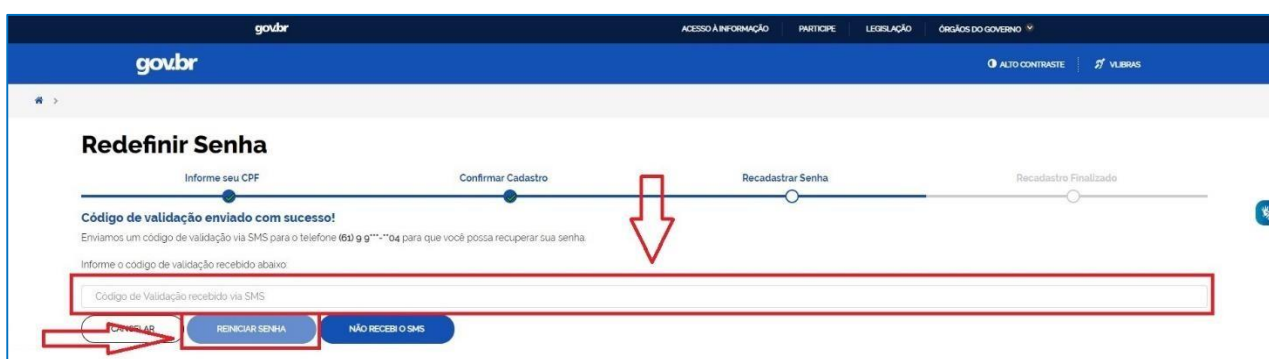 gov.br
ACESSO À INFORMAÇÃO PARTICIPE LEGISLAÇÃO ÓRGÃOS DO GOVERNO
gov.br
ALTO CONTRASTE VLIBRAS
Redefinir Senha
Informe seu CPF Confirmar Cadastro Recadastrar Senha Recadastro Finalizado
Código de validação enviado com sucesso!
Enviamos um código de validação via SMS para o telefone (61) 9 9***-**04 para que você possa recuperar sua senha
Informe o código de validação recebido abaixo:
Código de Validação recebido via SMS
CANCELAR REINICIAR SENHA NÃO RECEBI O SMS